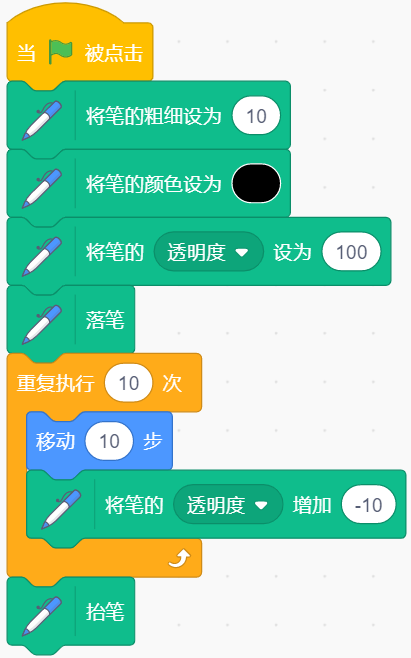 当 被点击
将笔的粗细设为 10
将笔的颜色设为
将笔的 透明度 设为 100
落笔
重复执行 10 次
移动 10 步
将笔的 透明度 增加 -10
抬笔